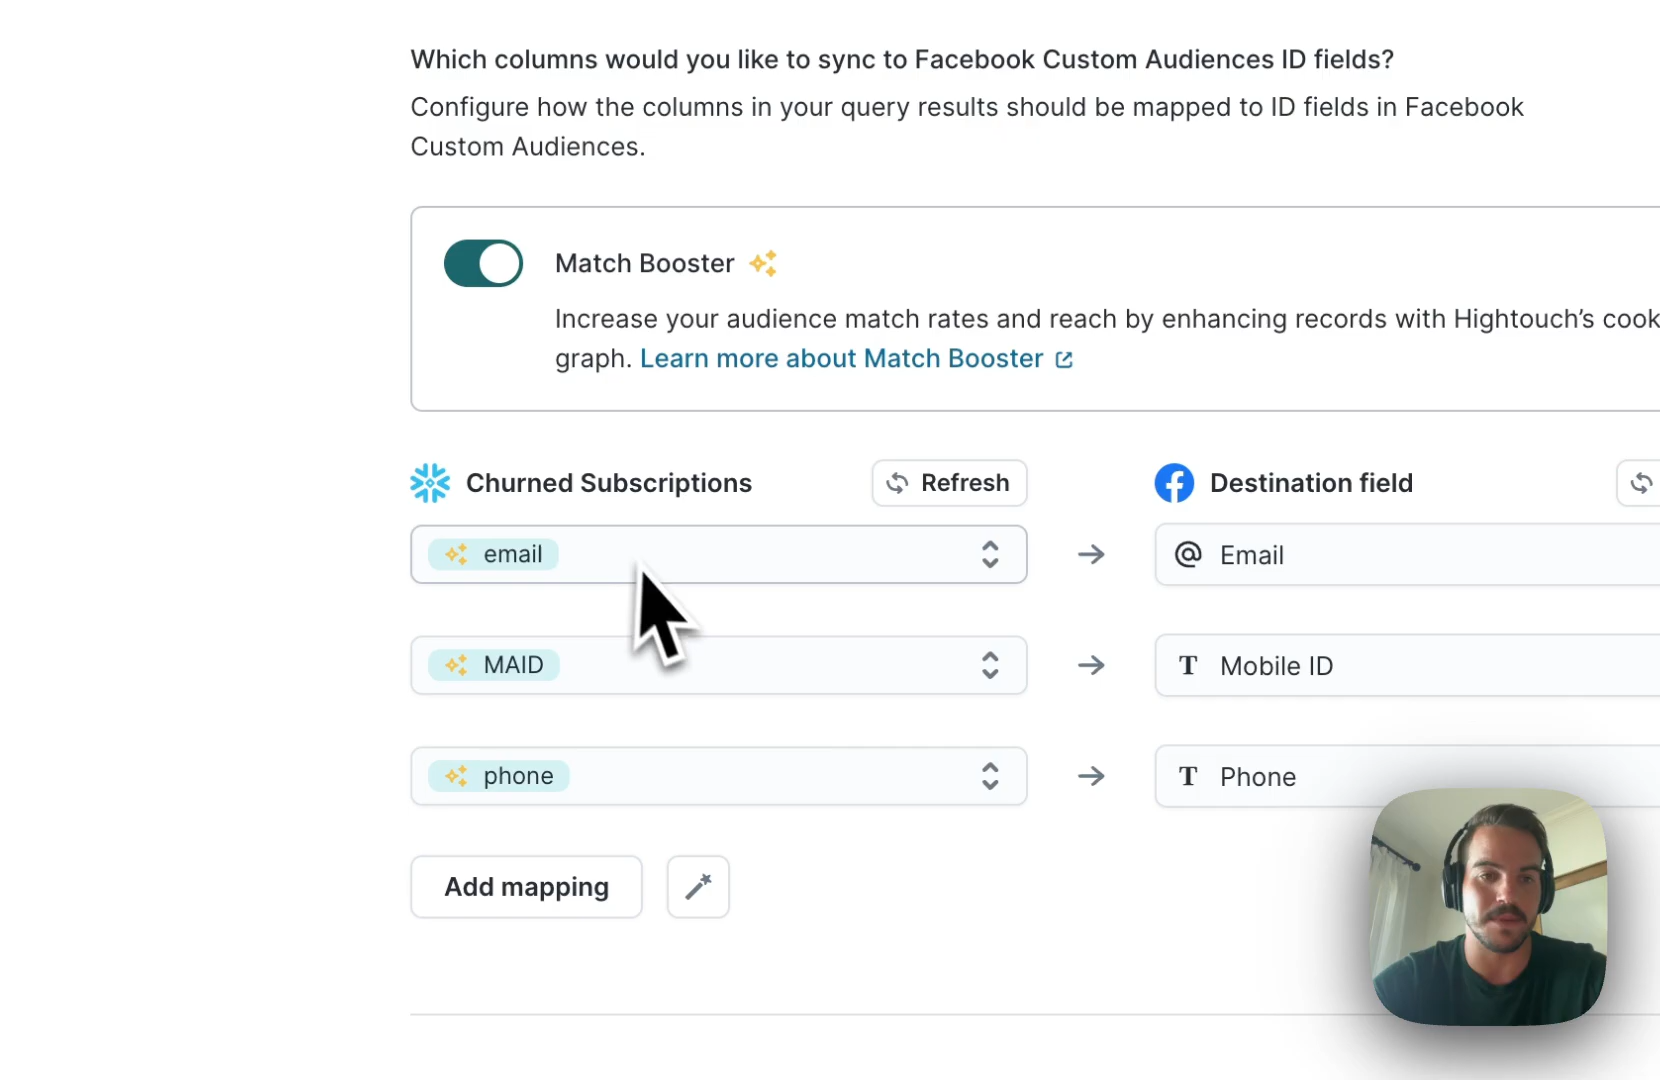 Which columns would you like to sync to Facebook Custom Audiences ID fields?
Configure how the columns in your query results should be mapped to ID fields in Facebook
Custom Audiences.
Match Booster
Increase your audience match rates and reach by enhancing records with Hightouch’s cook
graph. Learn more about Match Booster
Churned Subscriptions
Refresh
Destination field
email
Email
MAID
T Mobile ID
phone
T Phone
Add mapping